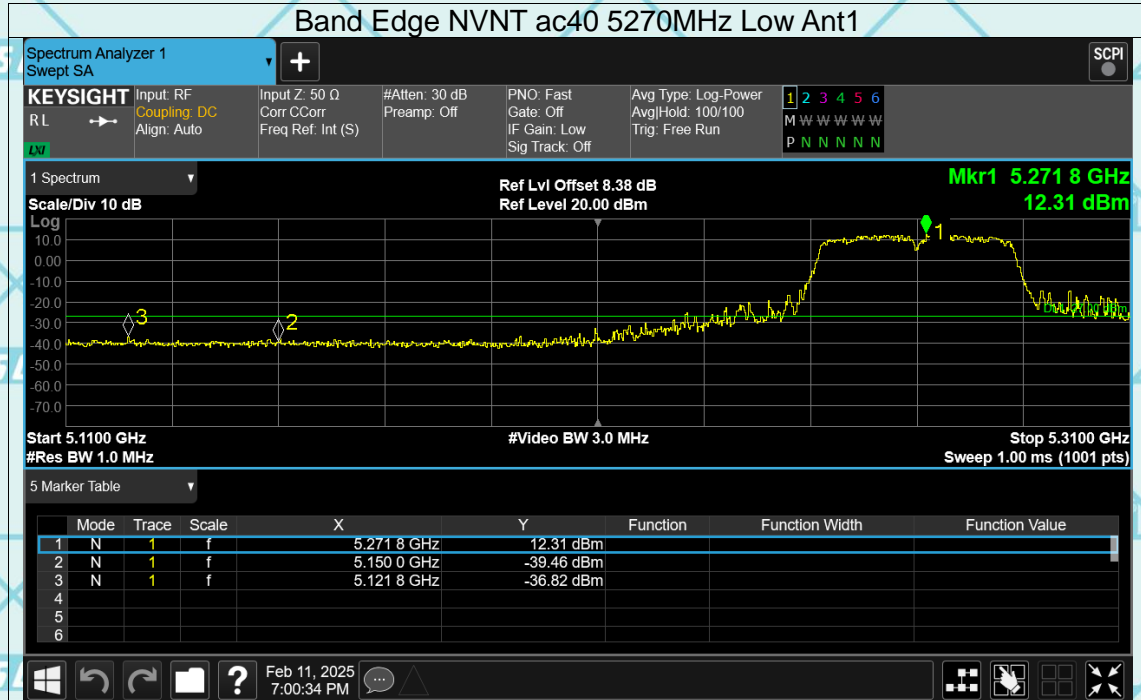 Band Edge NVNT ac40 5270MHz Low Ant1
Spectrum Analyzer 1
Swept SA
SCPI
KEYSIGHT
R L
LXI
Input: RF
Coupling: DC
Align: Auto
Input Z: 50 Ω
Corr CCorr
Freq Ref: Int (S)
#Atten: 30 dB
Preamp: Off
PNO: Fast
Gate: Off
IF Gain: Low
Sig Track: Off
Avg Type: Log-Power
Avg|Hold: 100/100
Trig: Free Run
1 2 3 4 5 6
M W W W W W W
P N N N N N N
1 Spectrum
Scale/Div 10 dB
Ref Lvl Offset 8.38 dB
Ref Level 20.00 dBm
Mkr1 5.271 8 GHz
12.31 dBm
Log
10.0
0.00
-10.0
-20.0
-30.0
-40.0
-50.0
-60.0
-70.0
1
2
3
Start 5.1100 GHz
#Res BW 1.0 MHz
#Video BW 3.0 MHz
Stop 5.3100 GHz
Sweep 1.00 ms (1001 pts)
5 Marker Table
Mode Trace Scale X Y Function Function Width Function Value
1 N 1 f 5.271 8 GHz 12.31 dBm
2 N 1 f 5.150 0 GHz -39.46 dBm
3 N 1 f 5.121 8 GHz -36.82 dBm
4
5
6
Feb 11, 2025
7:00:34 PM